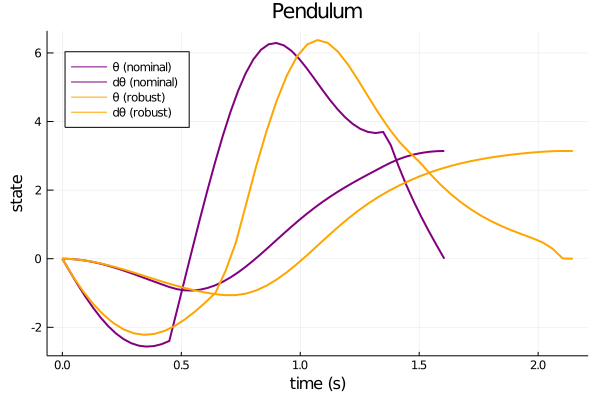 Pendulum
θ (nominal)
dθ (nominal)
θ (robust)
dθ (robust)
state
6
4
2
0
-2
0.0
0.5
1.0
1.5
2.0
time (s)